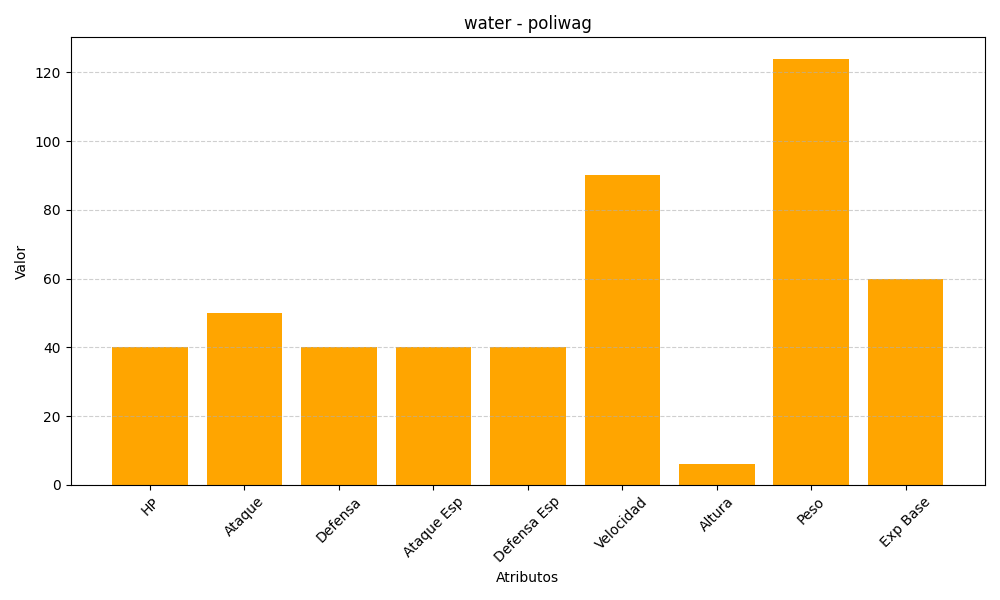 water - poliwag
Valor
120
100
80
60
40
20
0
HP
Ataque
Defensa
Ataque Esp
Defensa Esp
Velocidad
Altura
Peso
Exp Base
Atributos